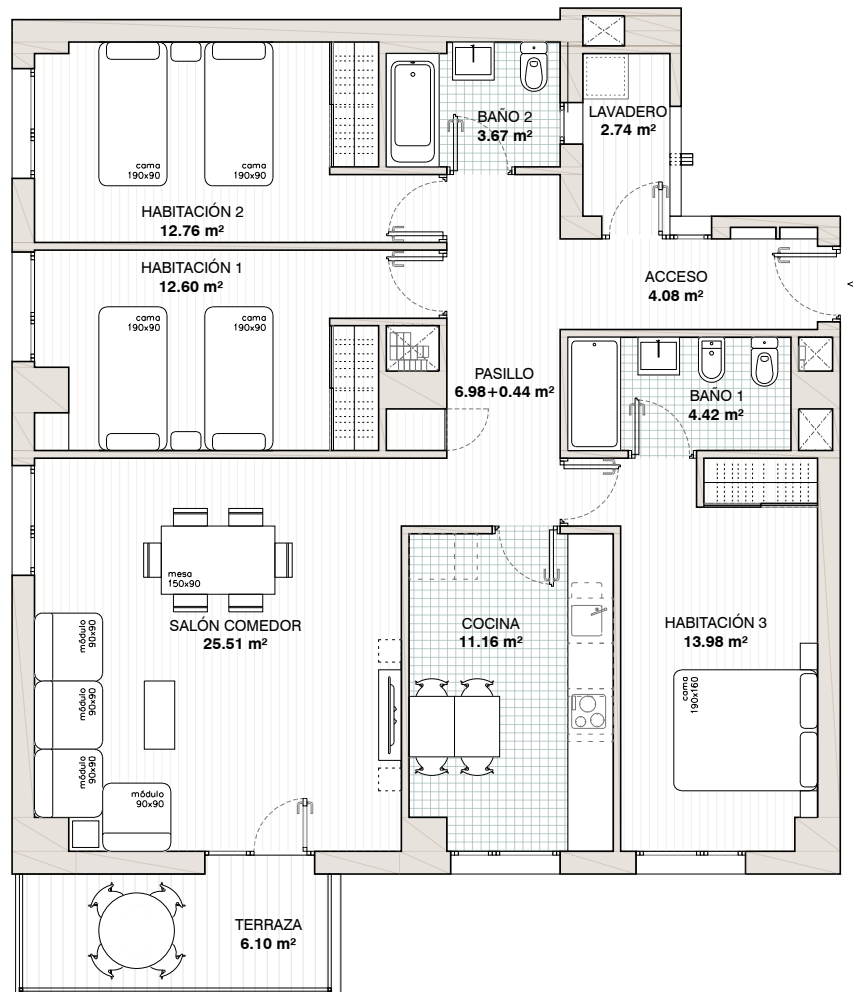 BAÑO 2
3.67 m²
LAVADERO
2.74 m²
cama
190x90
cama
190x90
HABITACIÓN 2
12.76 m²
HABITACIÓN 1
12.60 m²
ACCESO
4.08 m²
cama
190x90
cama
190x90
PASILLO
6.98+0.44 m²
BAÑO 1
4.42 m²
mesa
150x90
SALÓN COMEDOR
25.51 m²
COCINA
11.16 m²
HABITACIÓN 3
13.98 m²
módulo
90x90
módulo
90x90
módulo
90x90
módulo
90x90
cama
190x160
TERRAZA
6.10 m²